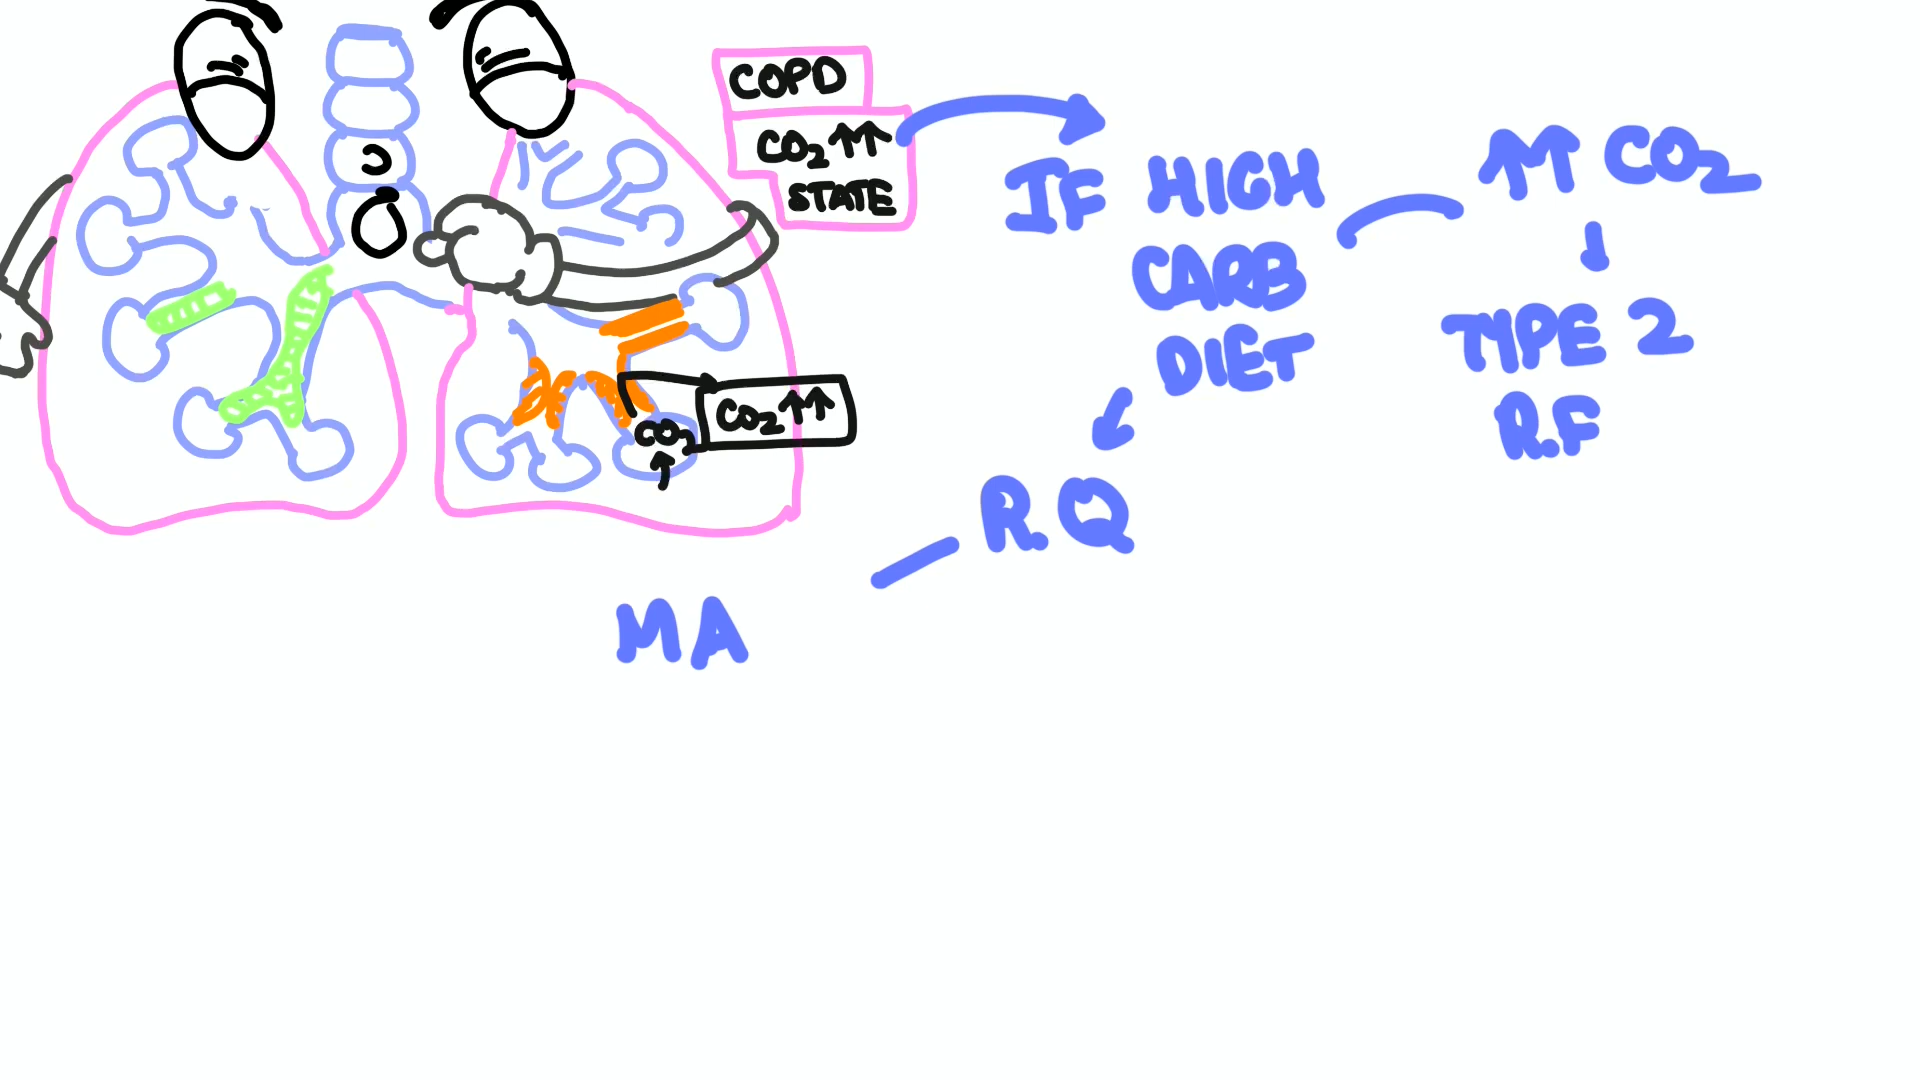 COPD
CO2 ↑↑
STATE
IF HIGH
CARB
DIET
↑↑ CO2
↓
TYPE 2
R.F
CO2 ↑↑
CO2
↑
R.Q
MA